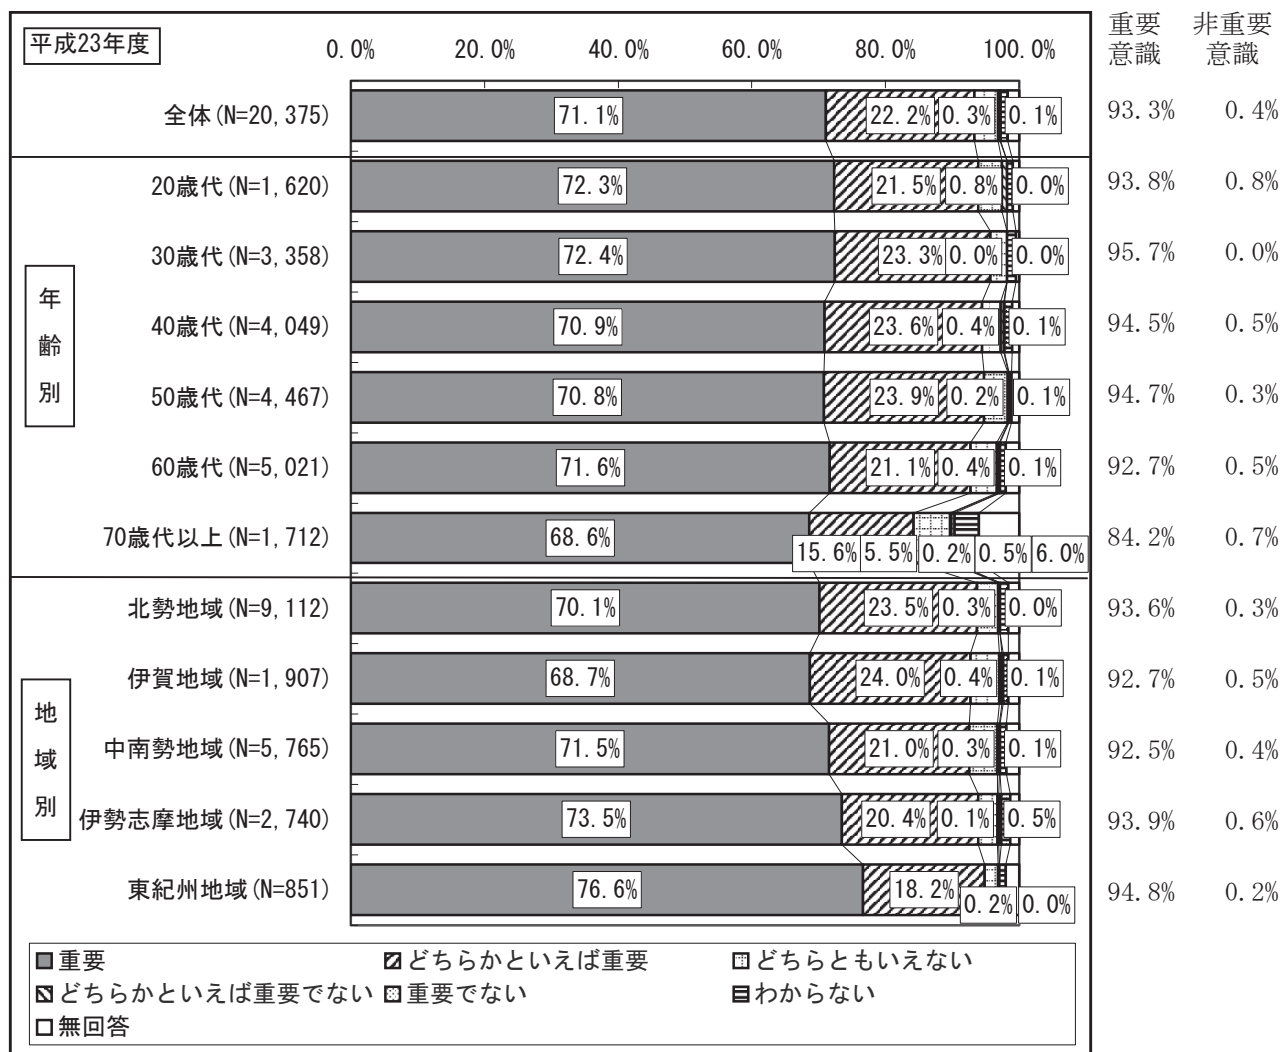 平成23年度
0.0% 20.0% 40.0% 60.0% 80.0% 100.0%
重要意識 非重要意識
全体(N=20,375) 71.1% 22.2% 0.3% 0.1% 93.3% 0.4%
年齢別
20歳代(N=1,620) 72.3% 21.5% 0.8% 0.0% 93.8% 0.8%
30歳代(N=3,358) 72.4% 23.3% 0.0% 0.0% 95.7% 0.0%
40歳代(N=4,049) 70.9% 23.6% 0.4% 0.1% 94.5% 0.5%
50歳代(N=4,467) 70.8% 23.9% 0.2% 0.1% 94.7% 0.3%
60歳代(N=5,021) 71.6% 21.1% 0.4% 0.1% 92.7% 0.5%
70歳代以上(N=1,712) 68.6% 15.6% 5.5% 0.2% 0.5% 6.0% 84.2% 0.7%
地域別
北勢地域(N=9,112) 70.1% 23.5% 0.3% 0.0% 93.6% 0.3%
伊賀地域(N=1,907) 68.7% 24.0% 0.4% 0.1% 92.7% 0.5%
中南勢地域(N=5,765) 71.5% 21.0% 0.3% 0.1% 92.5% 0.4%
伊勢志摩地域(N=2,740) 73.5% 20.4% 0.1% 0.5% 93.9% 0.6%
東紀州地域(N=851) 76.6% 18.2% 0.2% 0.0% 94.8% 0.2%
重要 どちらかといえば重要 どちらともいえない
どちらかといえば重要でない 重要でない わからない
無回答